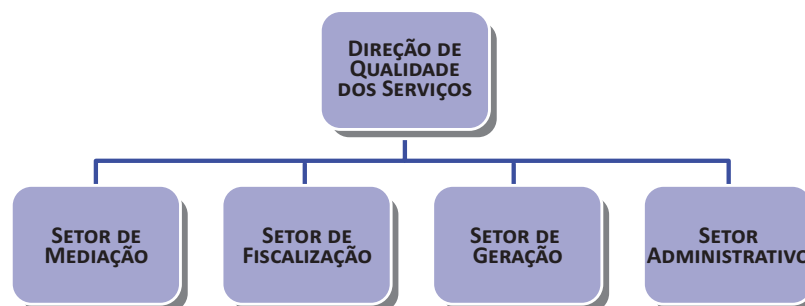 DIREÇÃO DE
QUALIDADE
DOS SERVIÇOS
SETOR DE
MEDIAÇÃO
SETOR DE
FISCALIZAÇÃO
SETOR DE
GERAÇÃO
SETOR
ADMINISTRATIVO